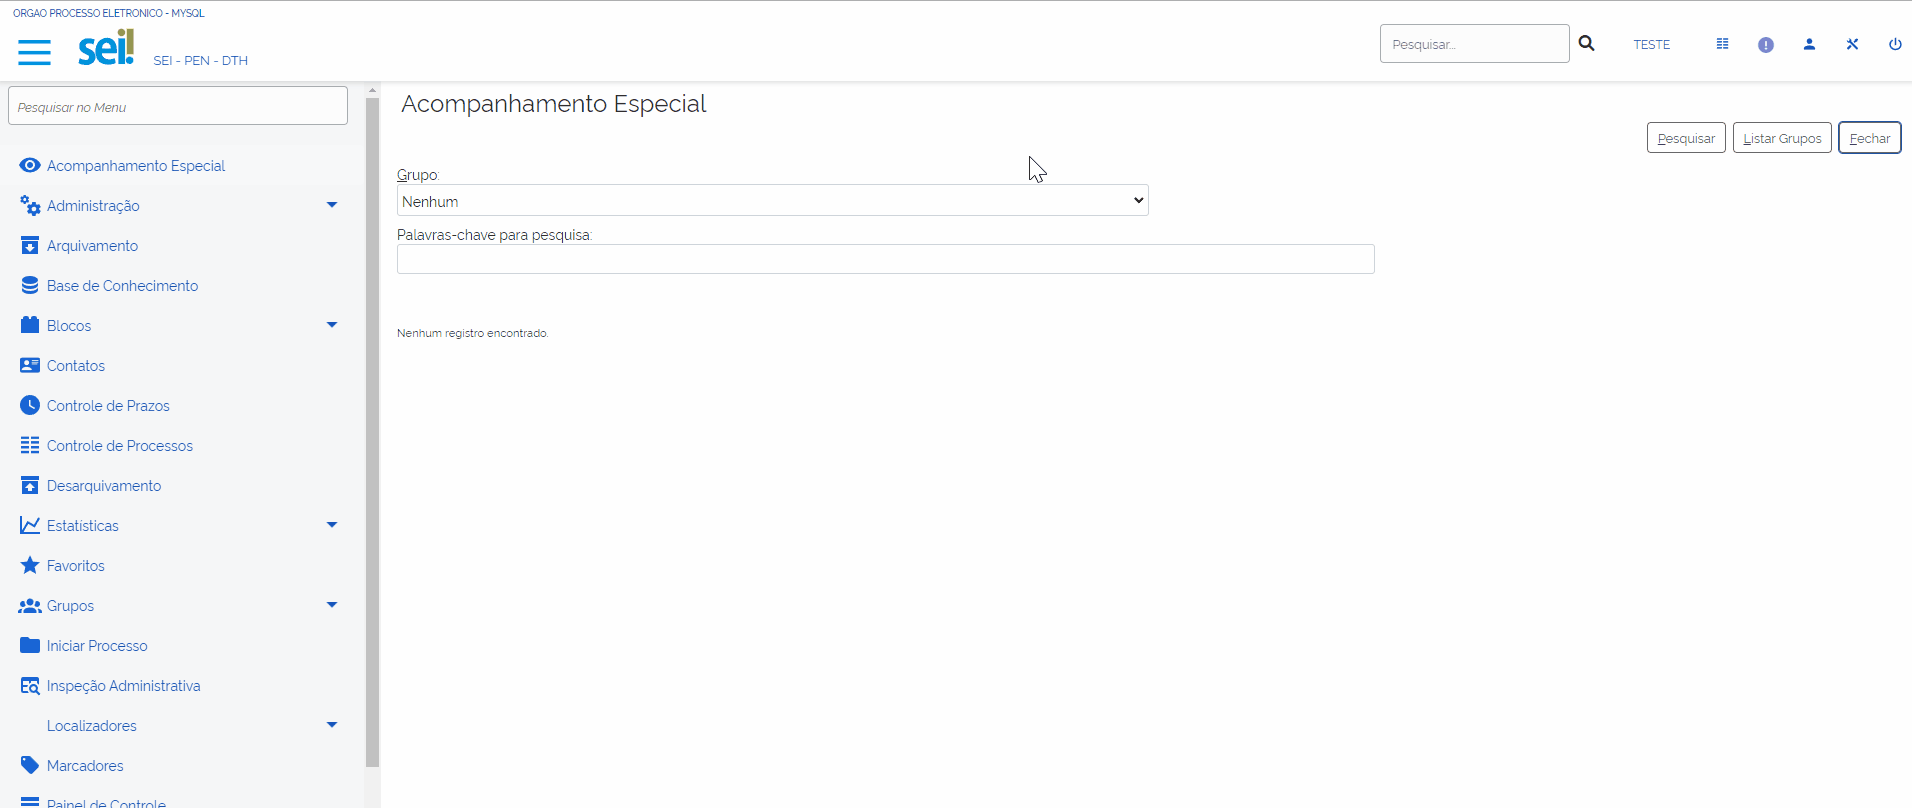 ORGAO PROCESSO ELETRONICO - MYSQL
sei!
SEI - PEN - DTH
Pesquisar...
TESTE
Pesquisar no Menu
Acompanhamento Especial
Administração
Arquivamento
Base de Conhecimento
Blocos
Contatos
Controle de Prazos
Controle de Processos
Desarquivamento
Estatísticas
Favoritos
Grupos
Iniciar Processo
Inspeção Administrativa
Localizadores
Marcadores
Painel de Controle
Acompanhamento Especial
Pesquisar
Listar Grupos
Fechar
Grupo:
Nenhum
Palavras-chave para pesquisa:
Nenhum registro encontrado.